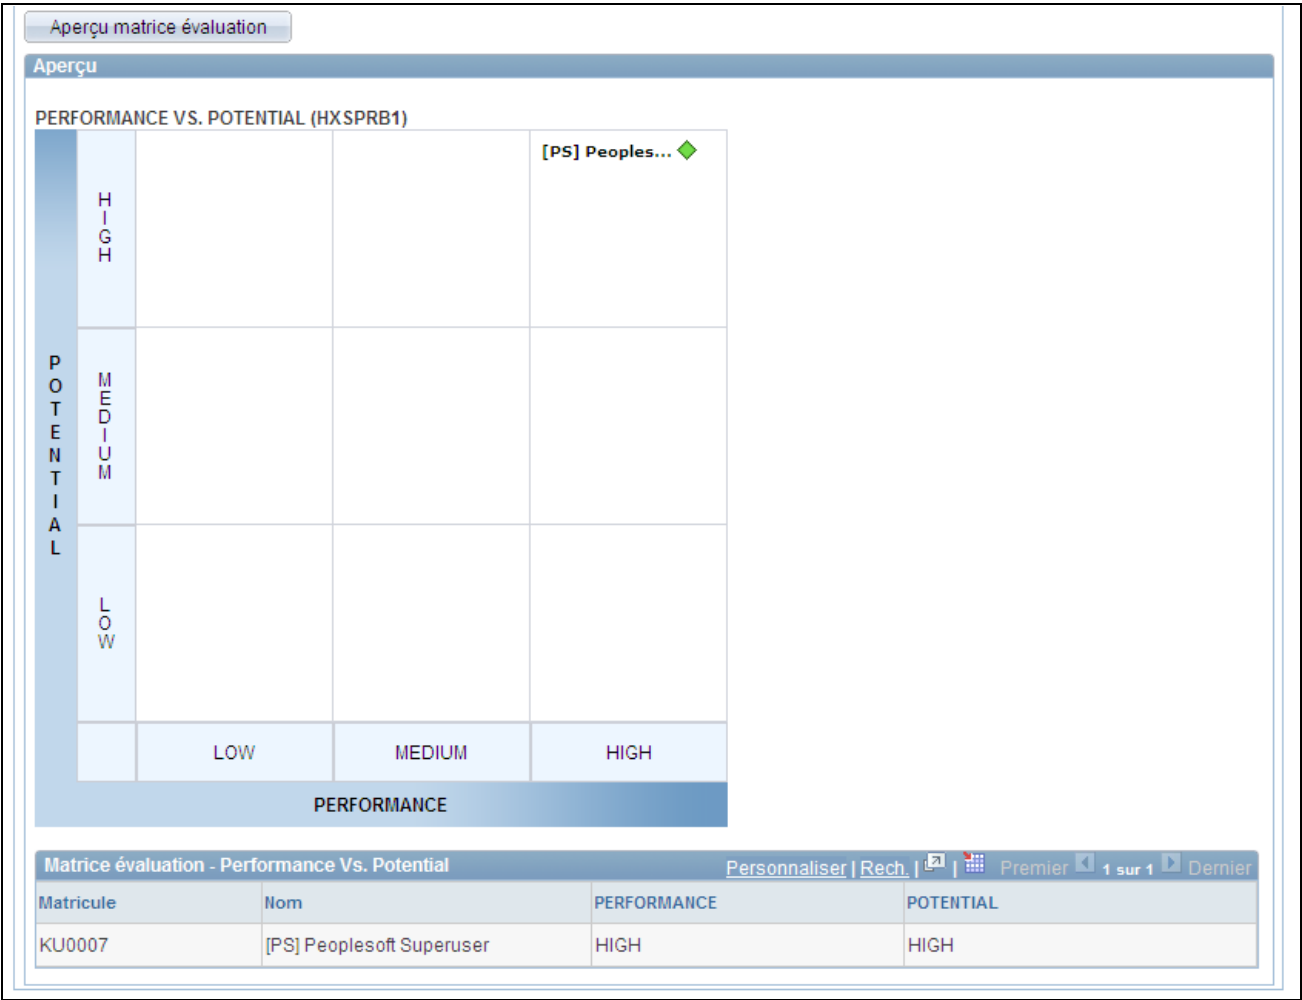 Aperçu matrice évaluation
Aperçu
PERFORMANCE VS. POTENTIAL (HXSPRB1)
[PS] Peoples...
HIGH
MEDIUM
POTENTIAL
LOW
LOW MEDIUM HIGH
PERFORMANCE
Matrice évaluation - Performance Vs. Potential Personnaliser | Rech. | | Premier 1 sur 1 Dernier
Matricule Nom PERFORMANCE POTENTIAL
KU0007 [PS] Peoplesoft Superuser HIGH HIGH